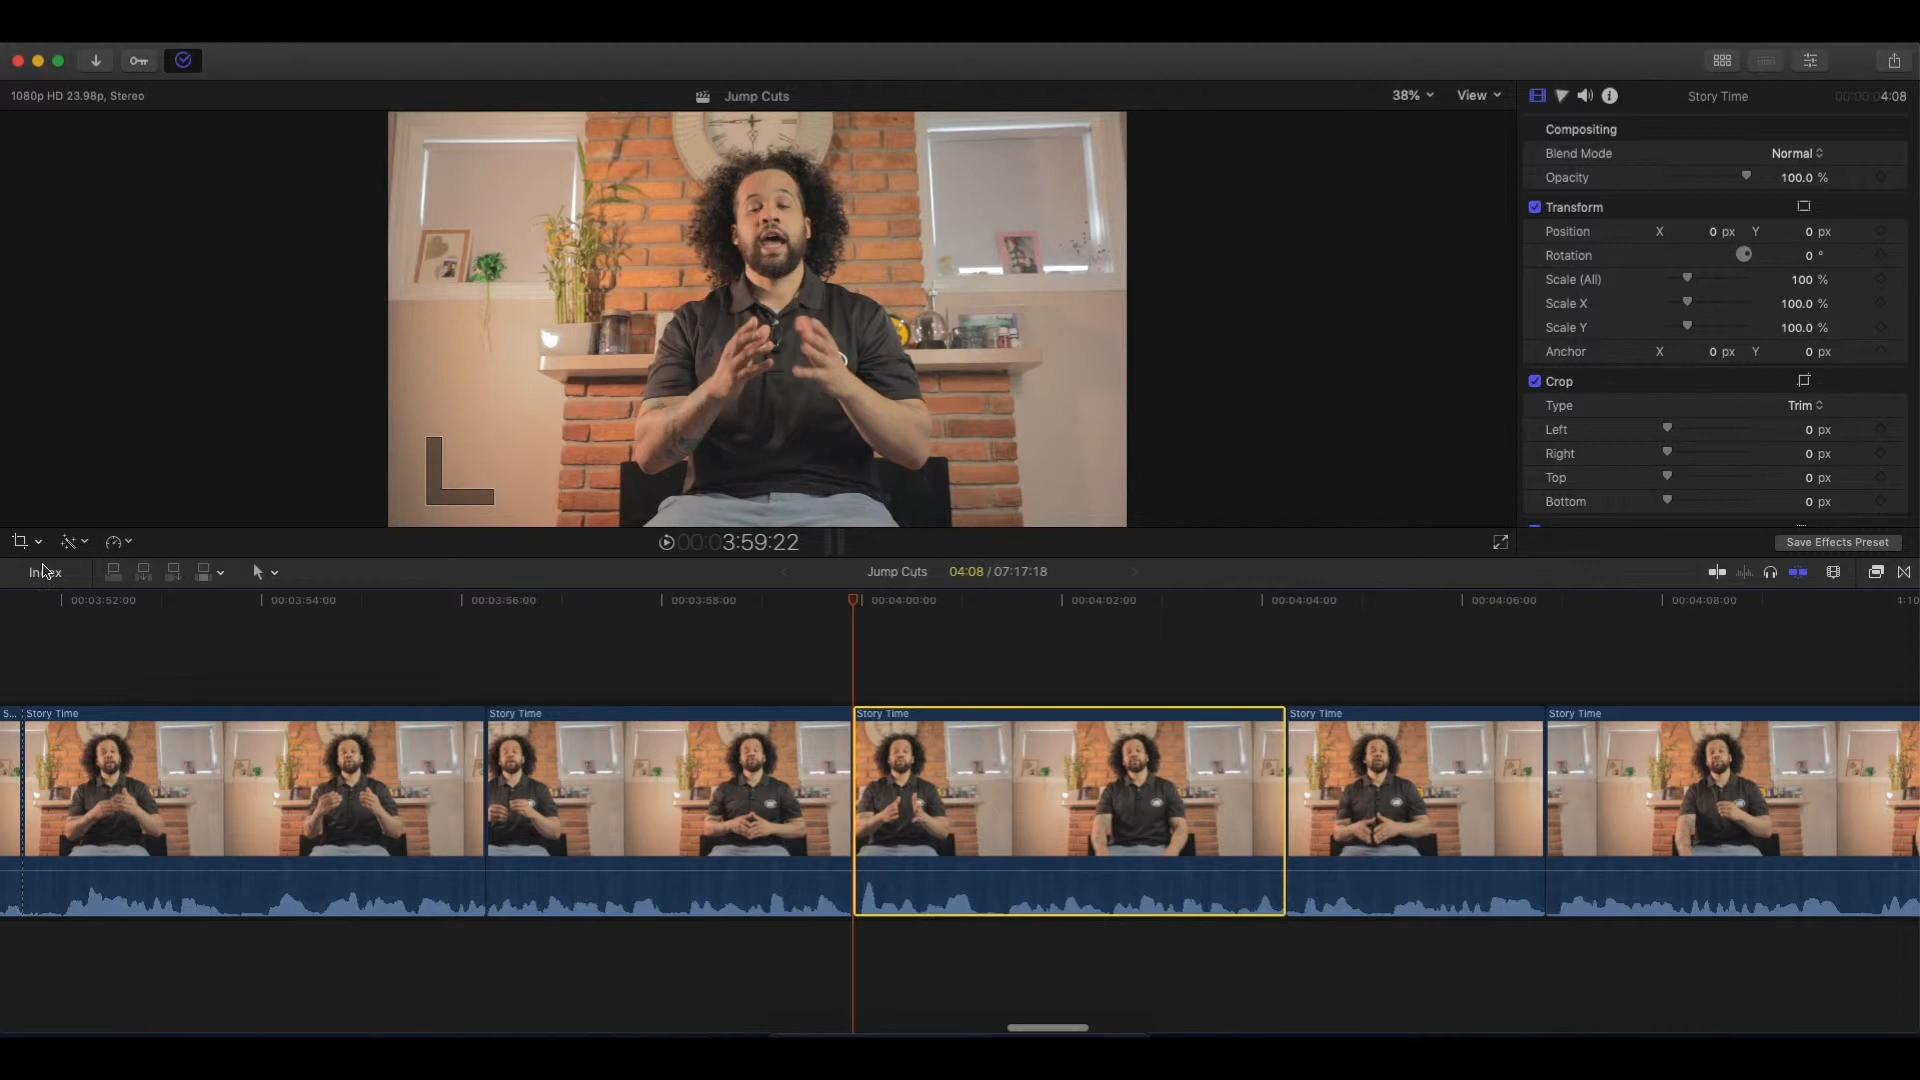 1080p HD 23.98p, Stereo
Jump Cuts
38%
View
Story Time
00:00:04:08
Compositing
Blend Mode Normal
Opacity 100.0 %
Transform
Position X 0 px Y 0 px
Rotation 0 °
Scale (All) 100 %
Scale X 100.0 %
Scale Y 100.0 %
Anchor X 0 px Y 0 px
Crop
Type Trim
Left 0 px
Right 0 px
Top 0 px
Bottom 0 px
00:03:59:22
Save Effects Preset
Index
Jump Cuts 04:08 / 07:17:18
00:03:52:00 00:03:54:00 00:03:56:00 00:03:58:00 00:04:00:00 00:04:02:00 00:04:04:00 00:04:06:00 00:04:08:00 4:10
S... Story Time Story Time Story Time Story Time Story Time